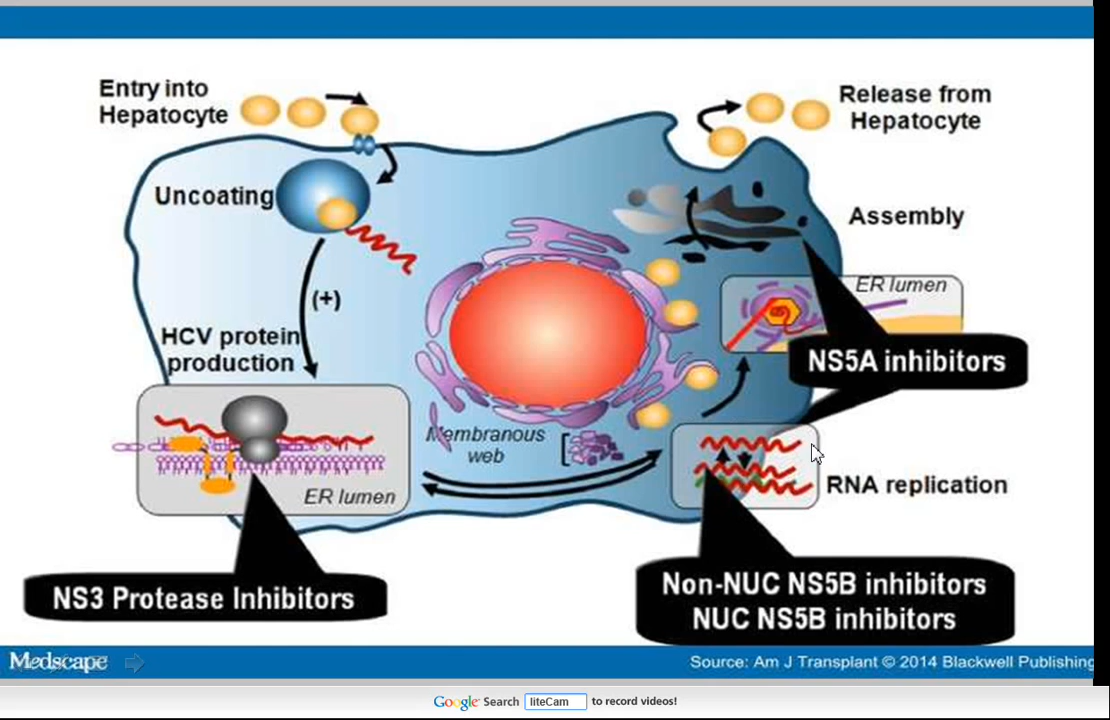 Entry into
Hepatocyte
Release from
Hepatocyte
Uncoating
Assembly
(+)
ER lumen
HCV protein
production
NS5A inhibitors
Membranous
web
ER lumen
RNA replication
NS3 Protease Inhibitors
Non-NUC NS5B inhibitors
NUC NS5B inhibitors
Medscape
Source: Am J Transplant © 2014 Blackwell Publishing
Google Search liteCam to record videos!